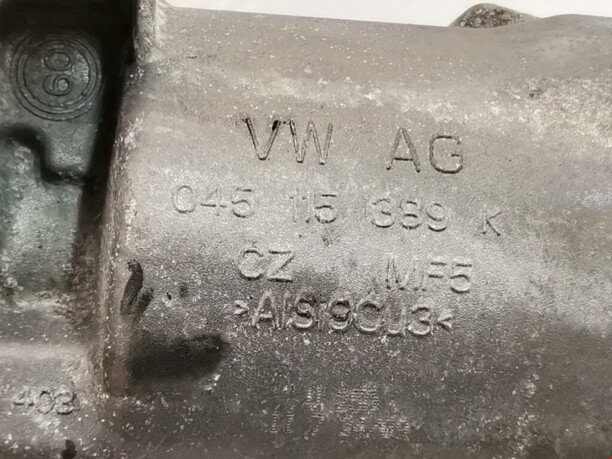 VW AG
045 115 389 K
CZ MF5
>AlSi9Cu3<
403